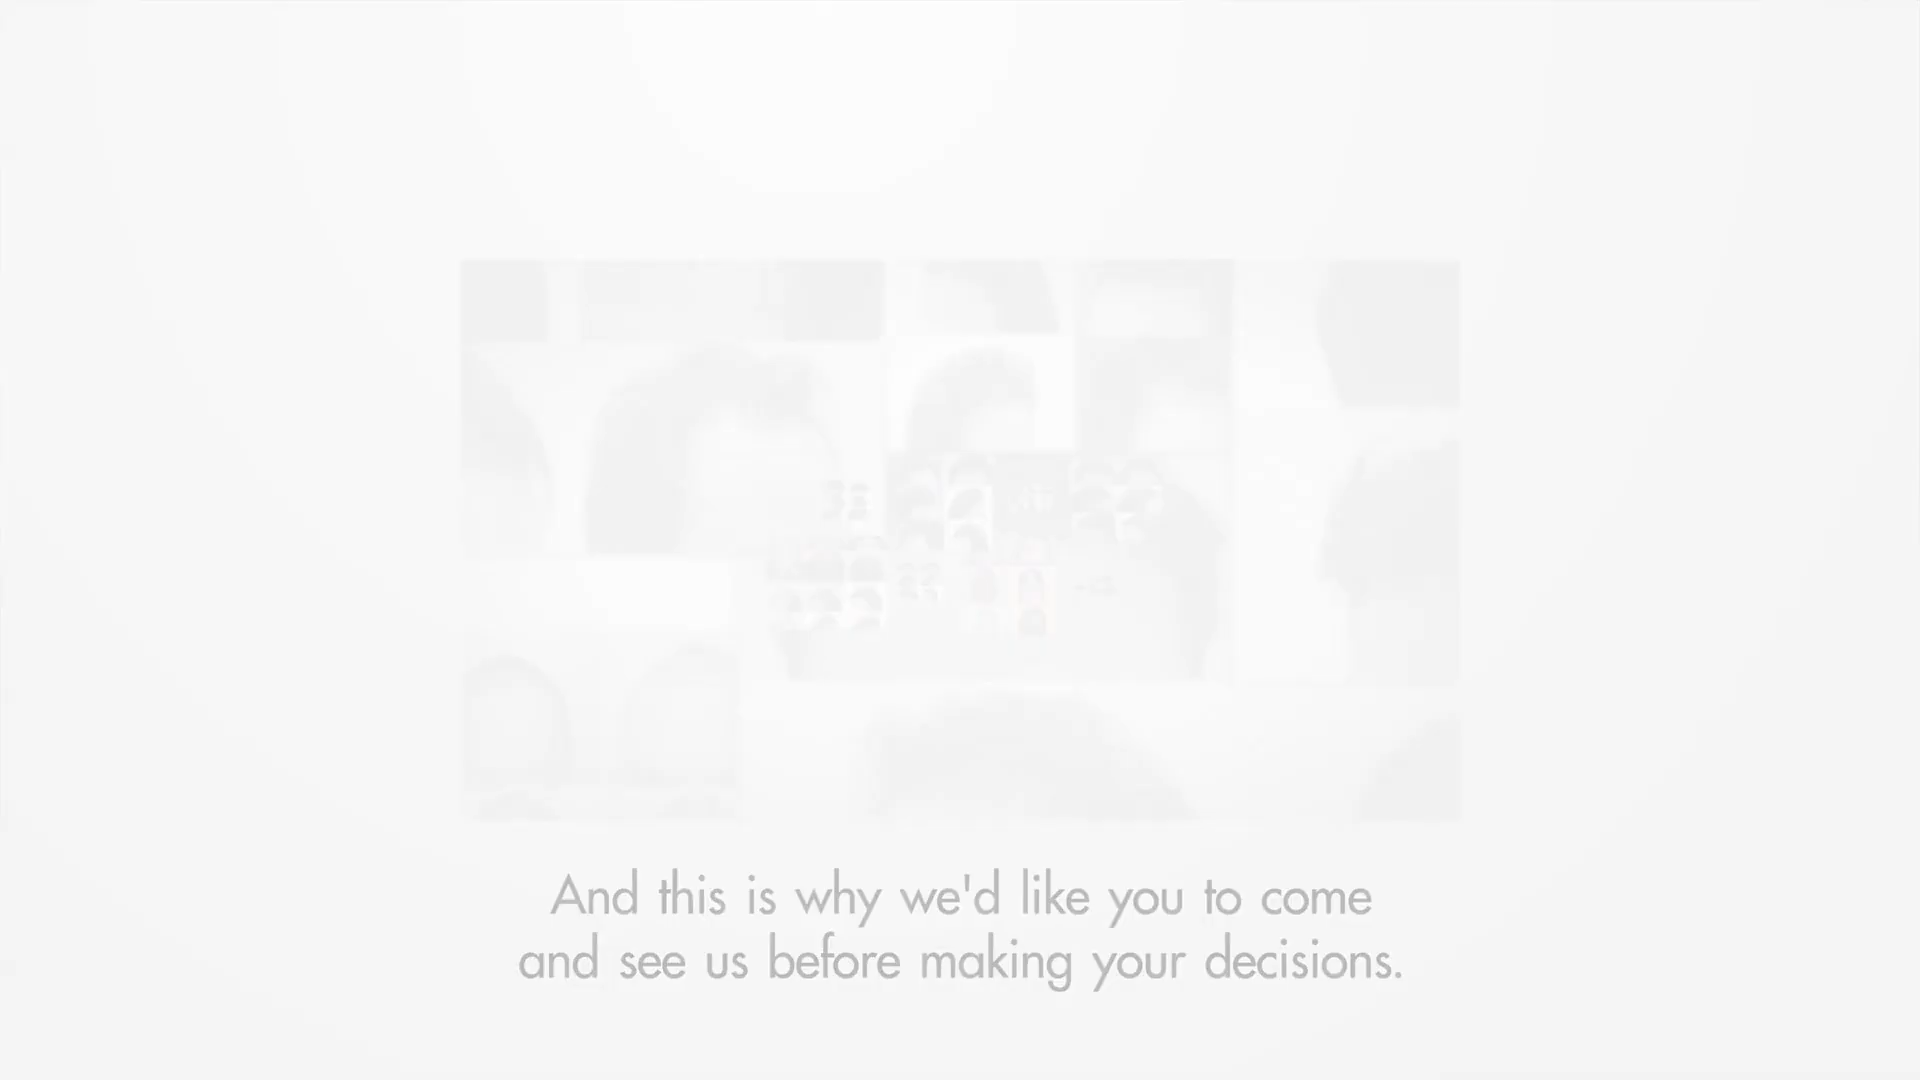 And this is why we'd like you to come
and see us before making your decisions.